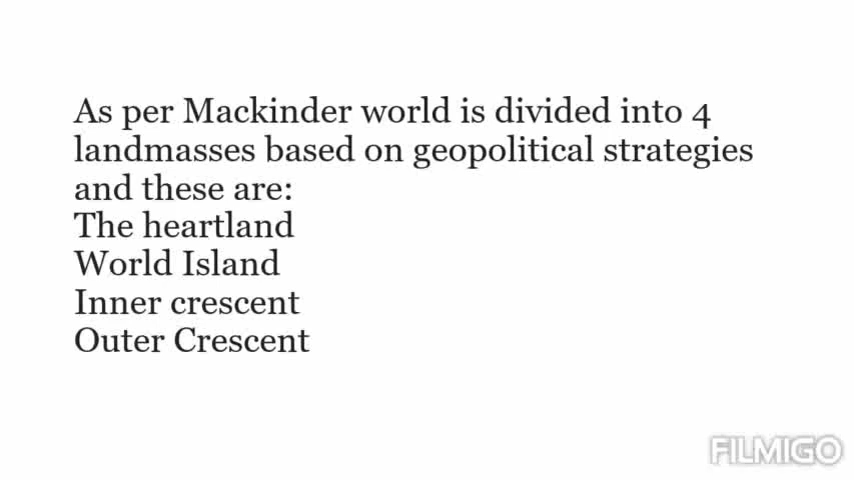 As per Mackinder world is divided into 4
landmasses based on geopolitical strategies
and these are:
The heartland
World Island
Inner crescent
Outer Crescent
FILMIGO